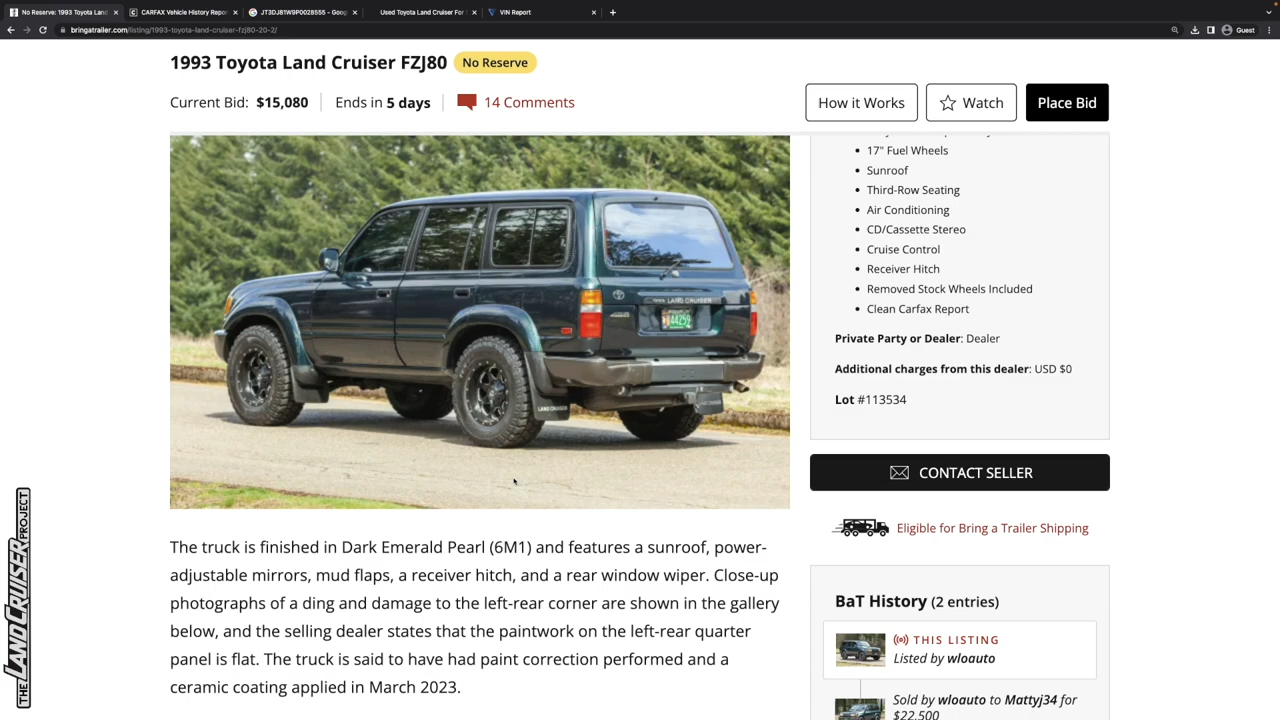 No Reserve: 1993 Toyota Land
CARFAX Vehicle History Repor
JT3DJ81W9P0028555 - Goog
Used Toyota Land Cruiser For
VIN Report
bringatrailer.com/listing/1993-toyota-land-cruiser-fzj80-20-2/
Guest
1993 Toyota Land Cruiser FZJ80
No Reserve
Current Bid: $15,080
Ends in 5 days
14 Comments
How it Works
Watch
Place Bid
17" Fuel Wheels
Sunroof
Third-Row Seating
Air Conditioning
CD/Cassette Stereo
Cruise Control
Receiver Hitch
Removed Stock Wheels Included
Clean Carfax Report
Private Party or Dealer: Dealer
Additional charges from this dealer: USD $0
Lot #113534
LAND CRUISER
44259
LAND CRUISER
CONTACT SELLER
Eligible for Bring a Trailer Shipping
The truck is finished in Dark Emerald Pearl (6M1) and features a sunroof, power-
adjustable mirrors, mud flaps, a receiver hitch, and a rear window wiper. Close-up
photographs of a ding and damage to the left-rear corner are shown in the gallery
below, and the selling dealer states that the paintwork on the left-rear quarter
panel is flat. The truck is said to have had paint correction performed and a
ceramic coating applied in March 2023.
BaT History (2 entries)
THIS LISTING
Listed by wloauto
Sold by wloauto to Mattyj34 for
$22,500
THE LAND CRUISER PROJECT